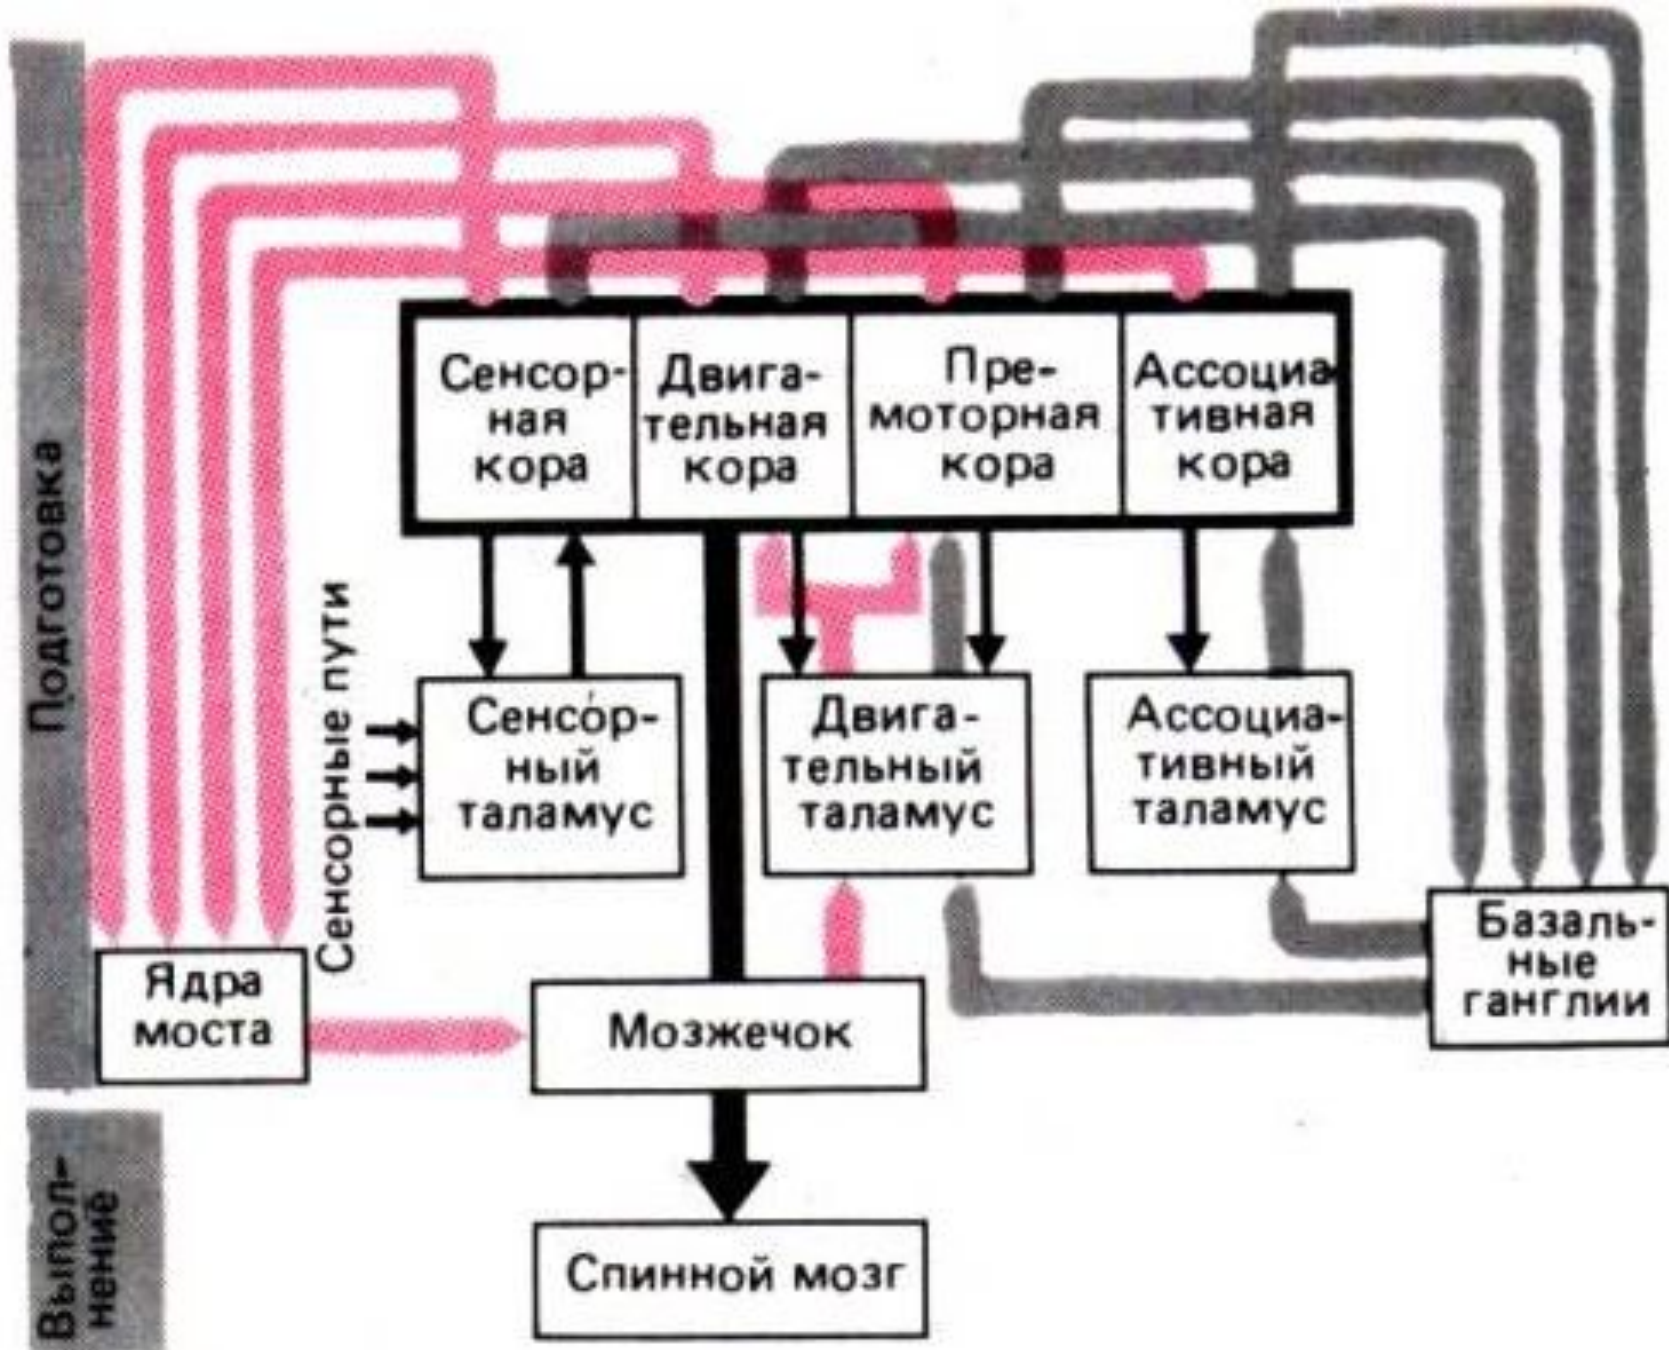 Подготовка
Сенсор-
ная
кора
Двига-
тельная
кора
Пре-
моторная
кора
Ассоциа-
тивная
кора
Сенсорные пути
Сенсор-
ный
таламус
Двига-
тельный
таламус
Ассоциа-
тивный
таламус
Базаль-
ные
ганглии
Ядра
моста
Мозжечок
Выпол-
нение
Спинной мозг